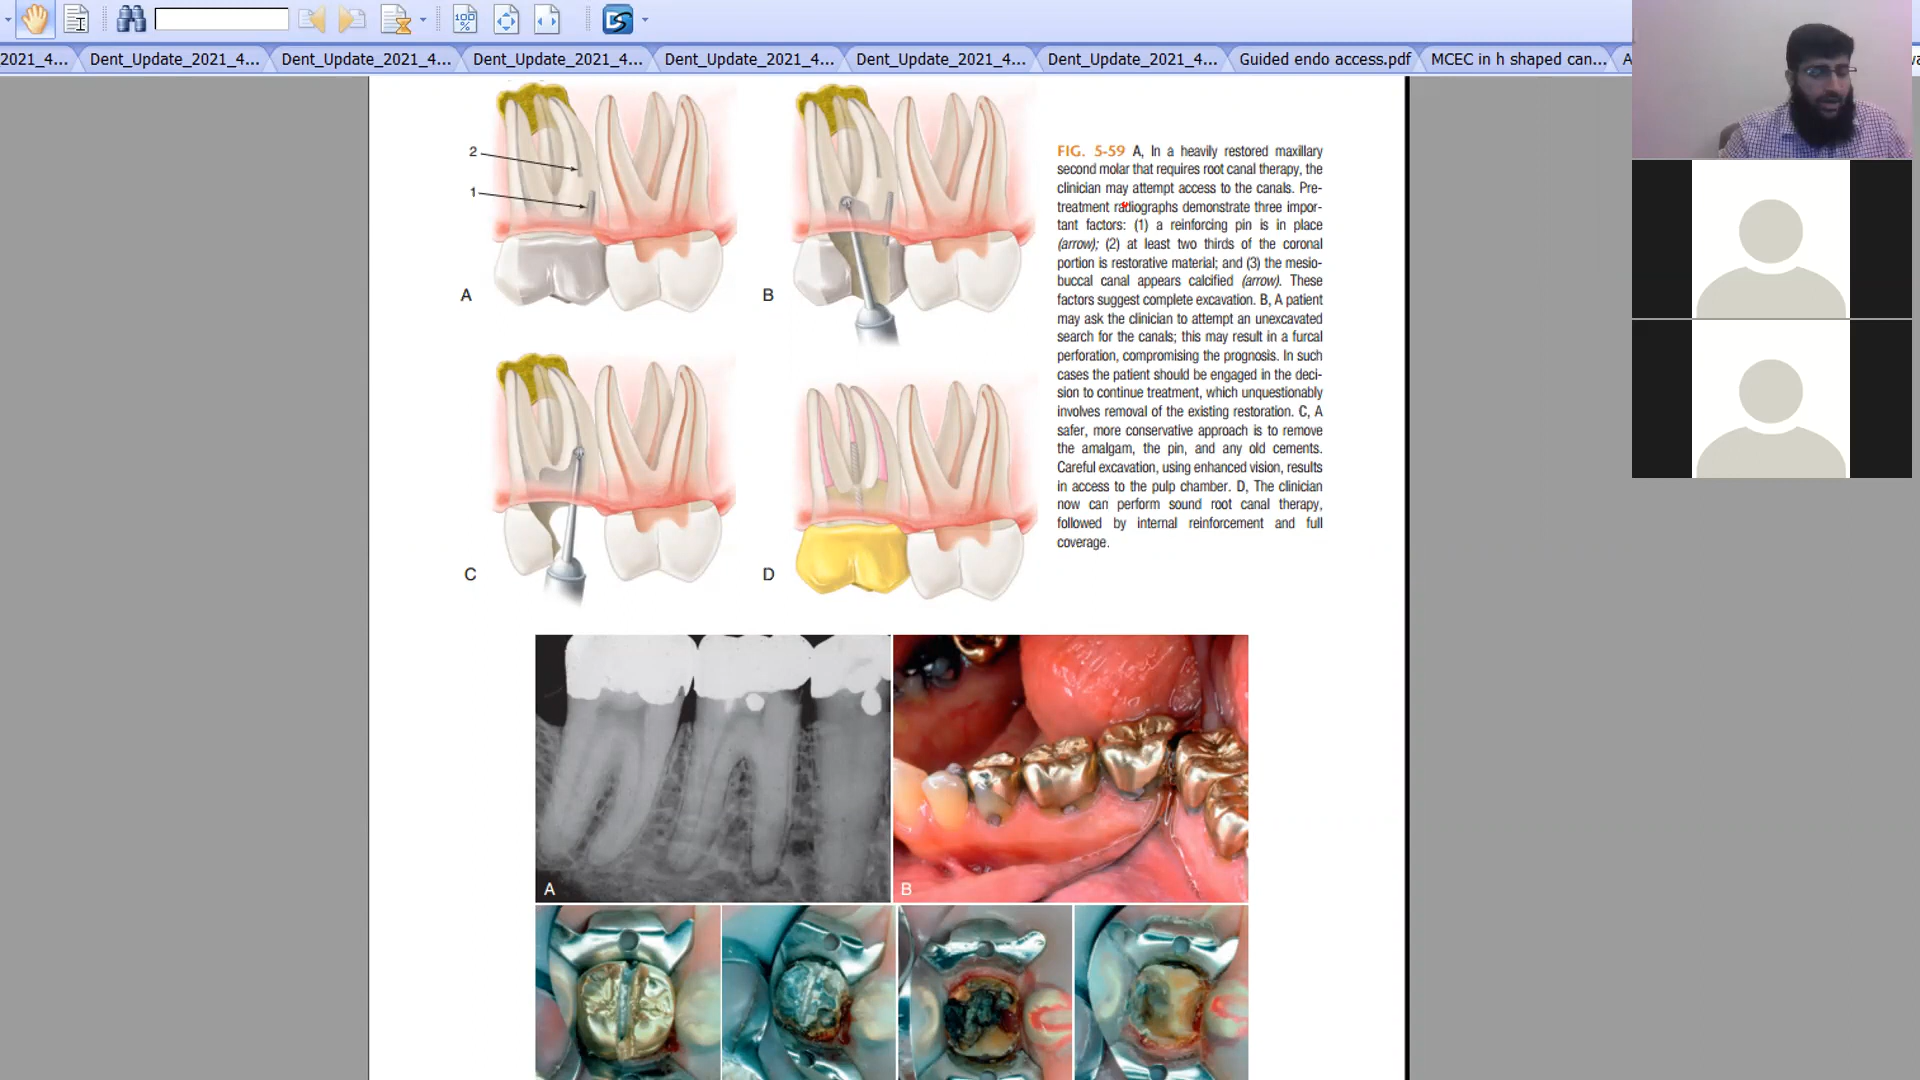 100%
2021_4...
Dent_Update_2021_4...
Dent_Update_2021_4...
Dent_Update_2021_4...
Dent_Update_2021_4...
Dent_Update_2021_4...
Dent_Update_2021_4...
Guided endo access.pdf
MCEC in h shaped can...
2
1
A
B
C
D
FIG. 5-59 A, In a heavily restored maxillary
second molar that requires root canal therapy, the
clinician may attempt access to the canals. Pre-
treatment radiographs demonstrate three impor-
tant factors: (1) a reinforcing pin is in place
(arrow); (2) at least two thirds of the coronal
portion is restorative material; and (3) the mesio-
buccal canal appears calcified (arrow). These
factors suggest complete excavation. B, A patient
may ask the clinician to attempt an unexcavated
search for the canals; this may result in a furcal
perforation, compromising the prognosis. In such
cases the patient should be engaged in the deci-
sion to continue treatment, which unquestionably
involves removal of the existing restoration. C, A
safer, more conservative approach is to remove
the amalgam, the pin, and any old cements.
Careful excavation, using enhanced vision, results
in access to the pulp chamber. D, The clinician
now can perform sound root canal therapy,
followed by internal reinforcement and full
coverage.
A
B